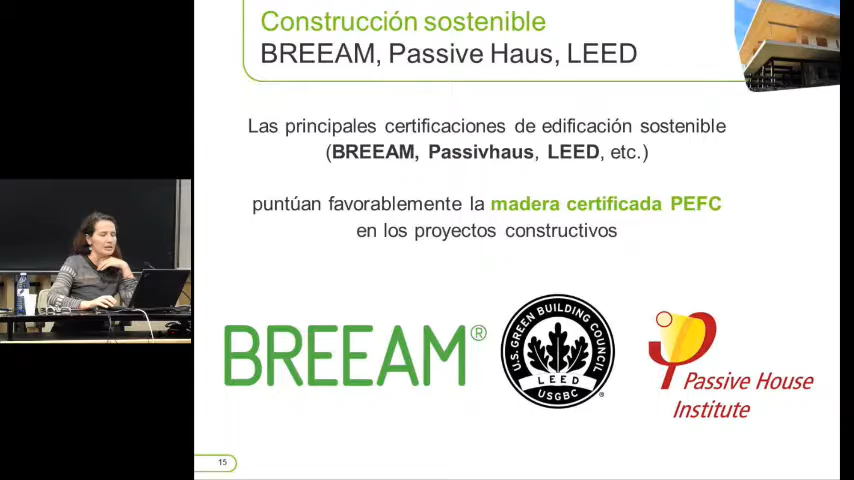 Construcción sostenible
BREEAM, Passive Haus, LEED
Las principales certificaciones de edificación sostenible
(BREEAM, Passivhaus, LEED, etc.)
puntúan favorablemente la madera certificada PEFC
en los proyectos constructivos
BREEAM®
U.S. GREEN BUILDING COUNCIL
LEED
USGBC ®
Passive House
Institute
15